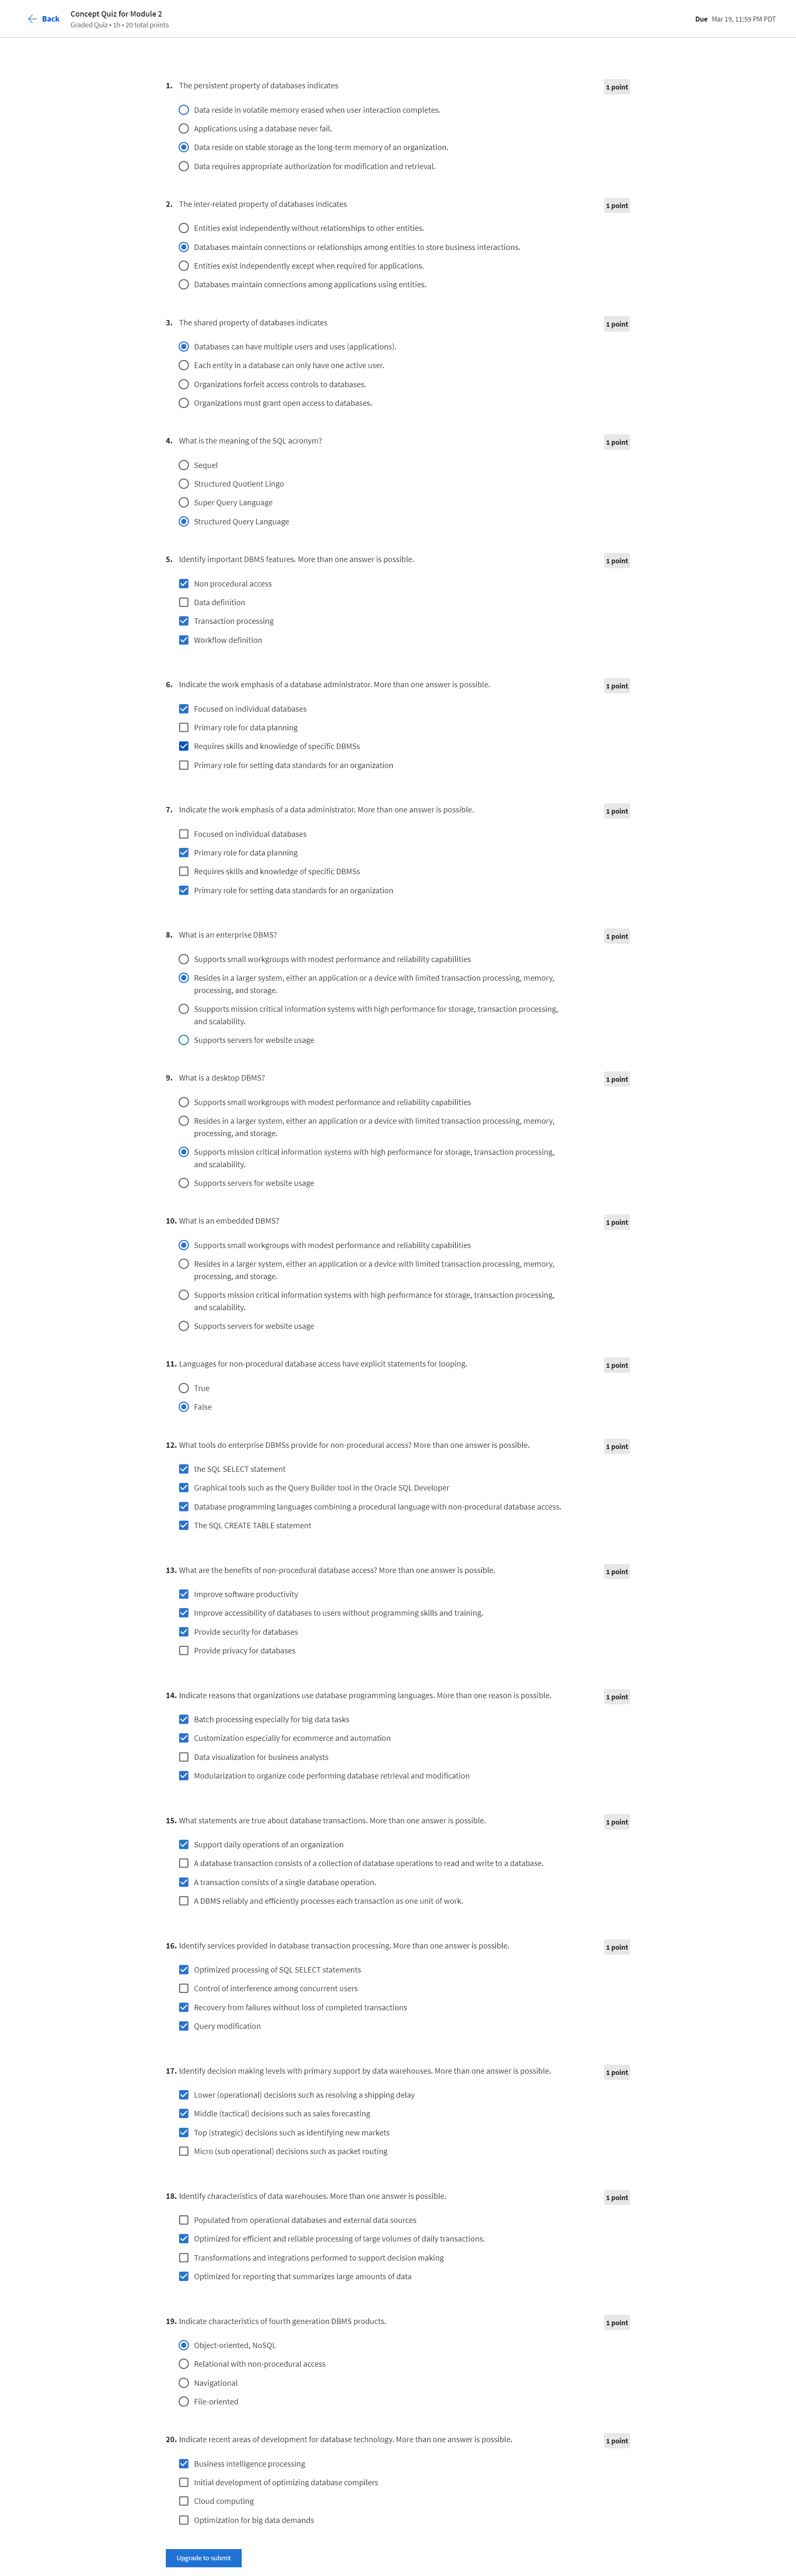 Back
Concept Quiz for Module 2
Graded Quiz • 1h • 20 total points
Due Mar 19, 11:59 PM PDT
1. The persistent property of databases indicates
1 point
Data reside in volatile memory erased when user interaction completes.
Applications using a database never fail.
Data reside on stable storage as the long-term memory of an organization.
Data requires appropriate authorization for modification and retrieval.
2. The inter-related property of databases indicates
1 point
Entities exist independently without relationships to other entities.
Databases maintain connections or relationships among entities to store business interactions.
Entities exist independently except when required for applications.
Databases maintain connections among applications using entities.
3. The shared property of databases indicates
1 point
Databases can have multiple users and uses (applications).
Each entity in a database can only have one active user.
Organizations forfeit access controls to databases.
Organizations must grant open access to databases.
4. What is the meaning of the SQL acronym?
1 point
Sequel
Structured Quotient Lingo
Super Query Language
Structured Query Language
5. Identify important DBMS features. More than one answer is possible.
1 point
Non procedural access
Data definition
Transaction processing
Workflow definition
6. Indicate the work emphasis of a database administrator. More than one answer is possible.
1 point
Focused on individual databases
Primary role for data planning
Requires skills and knowledge of specific DBMSs
Primary role for setting data standards for an organization
7. Indicate the work emphasis of a data administrator. More than one answer is possible.
1 point
Focused on individual databases
Primary role for data planning
Requires skills and knowledge of specific DBMSs
Primary role for setting data standards for an organization
8. What is an enterprise DBMS?
1 point
Supports small workgroups with modest performance and reliability capabilities
Resides in a larger system, either an application or a device with limited transaction processing, memory,
processing, and storage.
Ssupports mission critical information systems with high performance for storage, transaction processing,
and scalability.
Supports servers for website usage
9. What is a desktop DBMS?
1 point
Supports small workgroups with modest performance and reliability capabilities
Resides in a larger system, either an application or a device with limited transaction processing, memory,
processing, and storage.
Supports mission critical information systems with high performance for storage, transaction processing,
and scalability.
Supports servers for website usage
10. What is an embedded DBMS?
1 point
Supports small workgroups with modest performance and reliability capabilities
Resides in a larger system, either an application or a device with limited transaction processing, memory,
processing, and storage.
Supports mission critical information systems with high performance for storage, transaction processing,
and scalability.
Supports servers for website usage
11. Languages for non-procedural database access have explicit statements for looping.
1 point
True
False
12. What tools do enterprise DBMSs provide for non-procedural access? More than one answer is possible.
1 point
the SQL SELECT statement
Graphical tools such as the Query Builder tool in the Oracle SQL Developer
Database programming languages combining a procedural language with non-procedural database access.
The SQL CREATE TABLE statement
13. What are the benefits of non-procedural database access? More than one answer is possible.
1 point
Improve software productivity
Improve accessibility of databases to users without programming skills and training.
Provide security for databases
Provide privacy for databases
14. Indicate reasons that organizations use database programming languages. More than one reason is possible.
1 point
Batch processing especially for big data tasks
Customization especially for ecommerce and automation
Data visualization for business analysts
Modularization to organize code performing database retrieval and modification
15. What statements are true about database transactions. More than one answer is possible.
1 point
Support daily operations of an organization
A database transaction consists of a collection of database operations to read and write to a database.
A transaction consists of a single database operation.
A DBMS reliably and efficiently processes each transaction as one unit of work.
16. Identify services provided in database transaction processing. More than one answer is possible.
1 point
Optimized processing of SQL SELECT statements
Control of interference among concurrent users
Recovery from failures without loss of completed transactions
Query modification
17. Identify decision making levels with primary support by data warehouses. More than one answer is possible.
1 point
Lower (operational) decisions such as resolving a shipping delay
Middle (tactical) decisions such as sales forecasting
Top (strategic) decisions such as identifying new markets
Micro (sub operational) decisions such as packet routing
18. Identify characteristics of data warehouses. More than one answer is possible.
1 point
Populated from operational databases and external data sources
Optimized for efficient and reliable processing of large volumes of daily transactions.
Transformations and integrations performed to support decision making
Optimized for reporting that summarizes large amounts of data
19. Indicate characteristics of fourth generation DBMS products.
1 point
Object-oriented, NoSQL
Relational with non-procedural access
Navigational
File-oriented
20. Indicate recent areas of development for database technology. More than one answer is possible.
1 point
Business intelligence processing
Initial development of optimizing database compilers
Cloud computing
Optimization for big data demands
Upgrade to submit